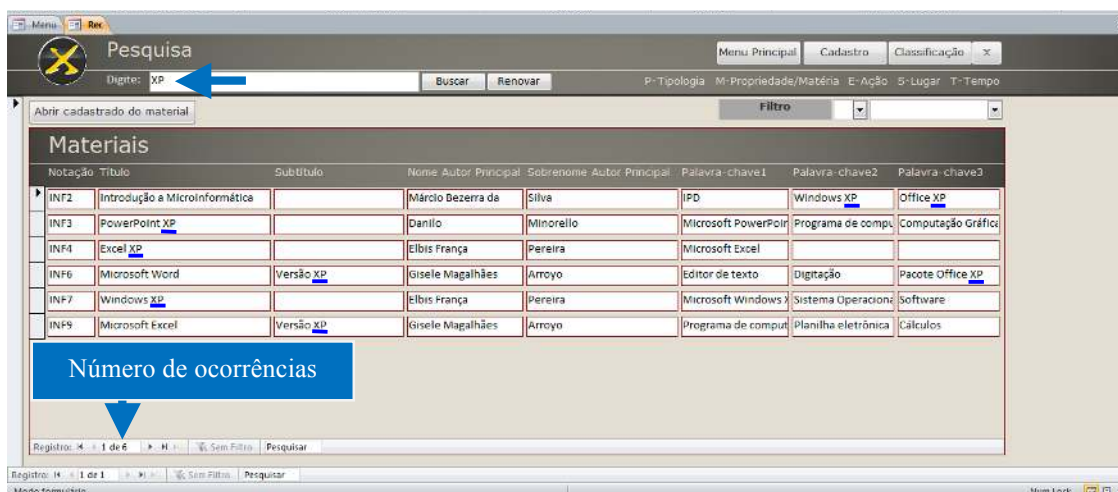 Menu Rec
Pesquisa
Menu Principal Cadastro Classificação x
Digite: XP Buscar Renovar P-Tipologia M-Propriedade/Matéria E-Ação S-Lugar T-Tempo
Abrir cadastrado do material Filtro
Materiais
Notação Título Subtítulo Nome Autor Principal Sobrenome Autor Principal Palavra-chave1 Palavra-chave2 Palavra-chave3
INF2 Introdução a Microinformática Márcio Bezerra da Silva IPD Windows XP Office XP
INF3 PowerPoint XP Danilo Minorello Microsoft PowerPoir Programa de compu Computação Gráfica
INF4 Excel XP Elbis França Pereira Microsoft Excel
INF6 Microsoft Word Versão XP Gisele Magalhães Arroyo Editor de texto Digitação Pacote Office XP
INF7 Windows XP Elbis França Pereira Microsoft Windows Sistema Operaciona Software
INF9 Microsoft Excel Versão XP Gisele Magalhães Arroyo Programa de comput Planilha eletrônica Cálculos
Número de ocorrências
Registro: 1 de 6 Sem Filtro Pesquisar
Registro: 1 de 1 Sem Filtro Pesquisar
Modo formulário Num Lock